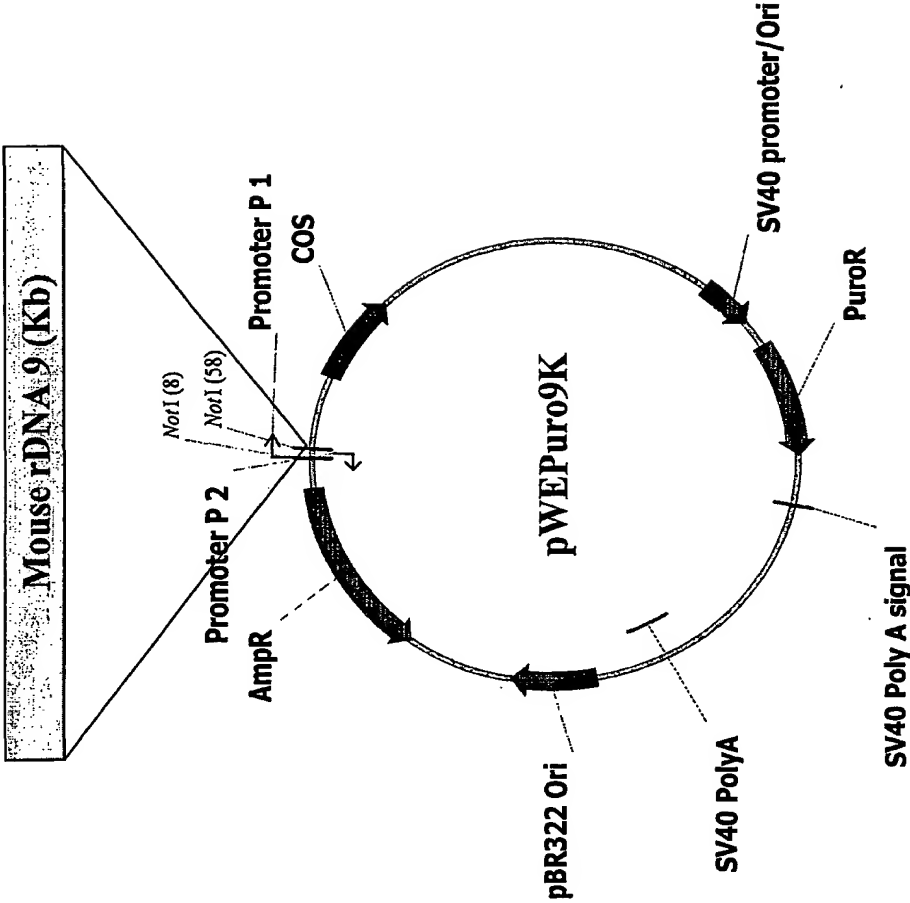 Mouse rDNA 9 (Kb)
NotI (8)
NotI (58)
Promoter P 1
COS
Promoter P 2
AmpR
pWEPuro9K
SV40 promoter/Ori
PuroR
pBR322 Ori
SV40 PolyA
SV40 Poly A signal